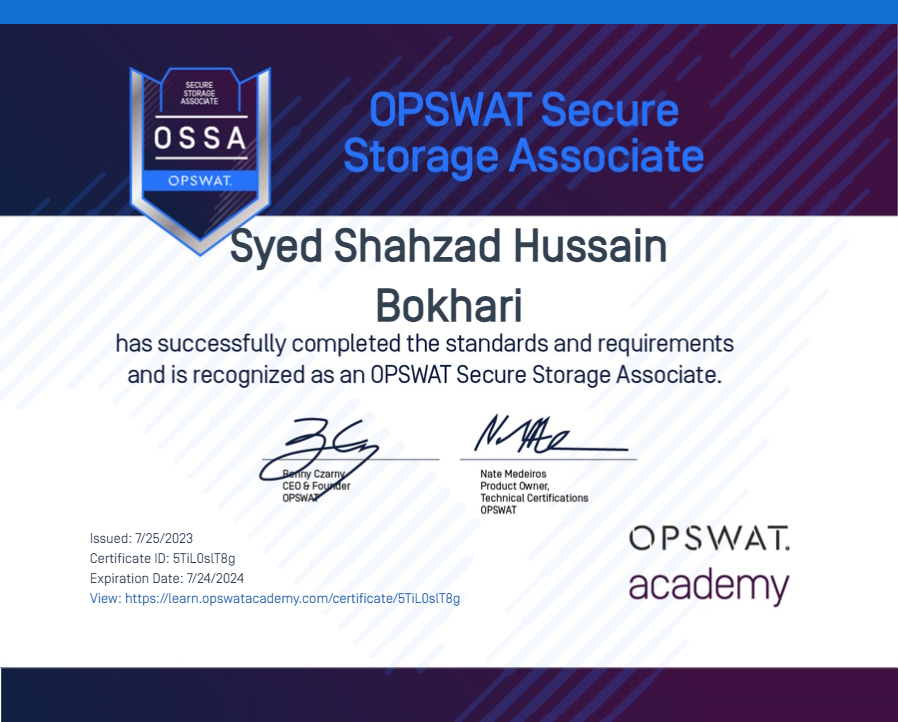 SECURE
STORAGE
ASSOCIATE
OSSA
OPSWAT.
OPSWAT Secure
Storage Associate
Syed Shahzad Hussain
Bokhari
has successfully completed the standards and requirements
and is recognized as an OPSWAT Secure Storage Associate.
Benny Czarny
CEO & Founder
OPSWAT
Nate Medeiros
Product Owner,
Technical Certifications
OPSWAT
Issued: 7/25/2023
Certificate ID: 5TiL0slT8g
Expiration Date: 7/24/2024
View: https://learn.opswatacademy.com/certificate/5TiL0slT8g
OPSWAT.
academy